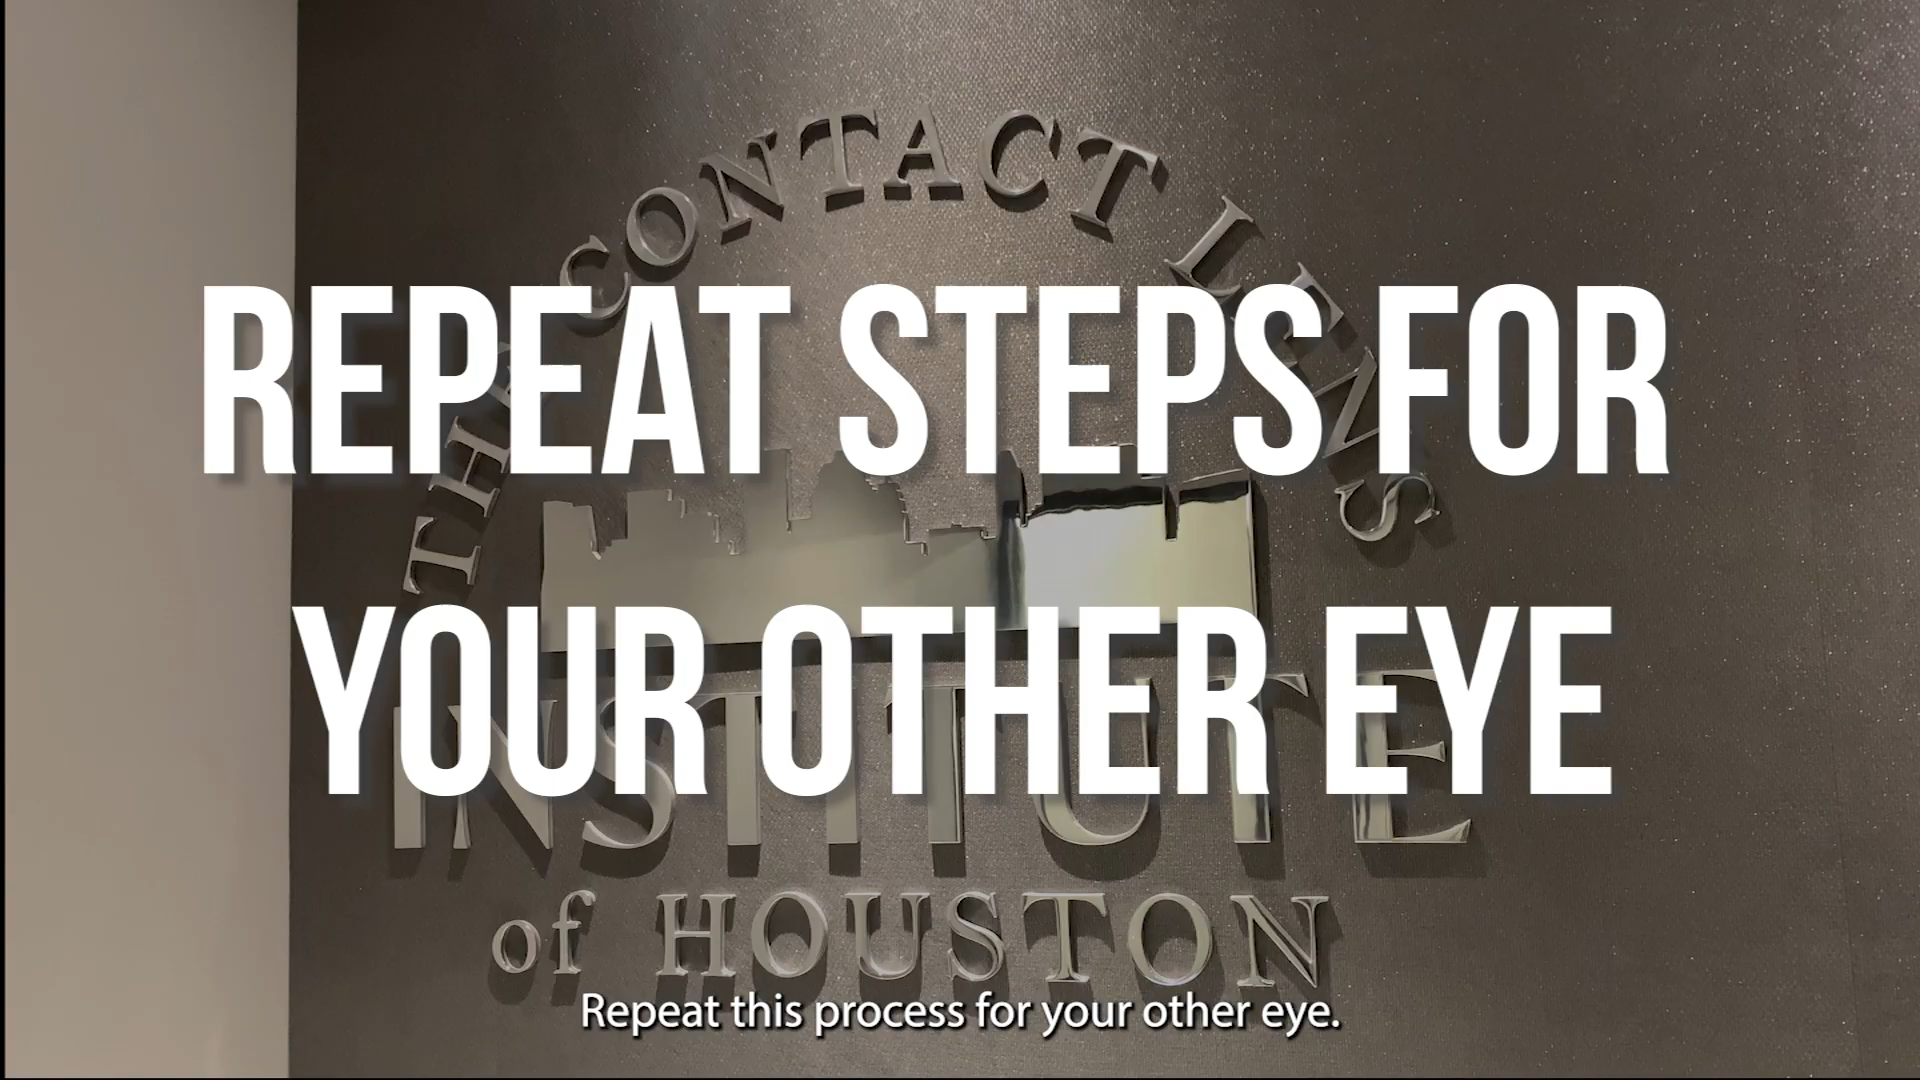 THE CONTACT LENS
REPEAT STEPS FOR
YOUR OTHER EYE
INSTITUTE
of HOUSTON
Repeat this process for your other eye.